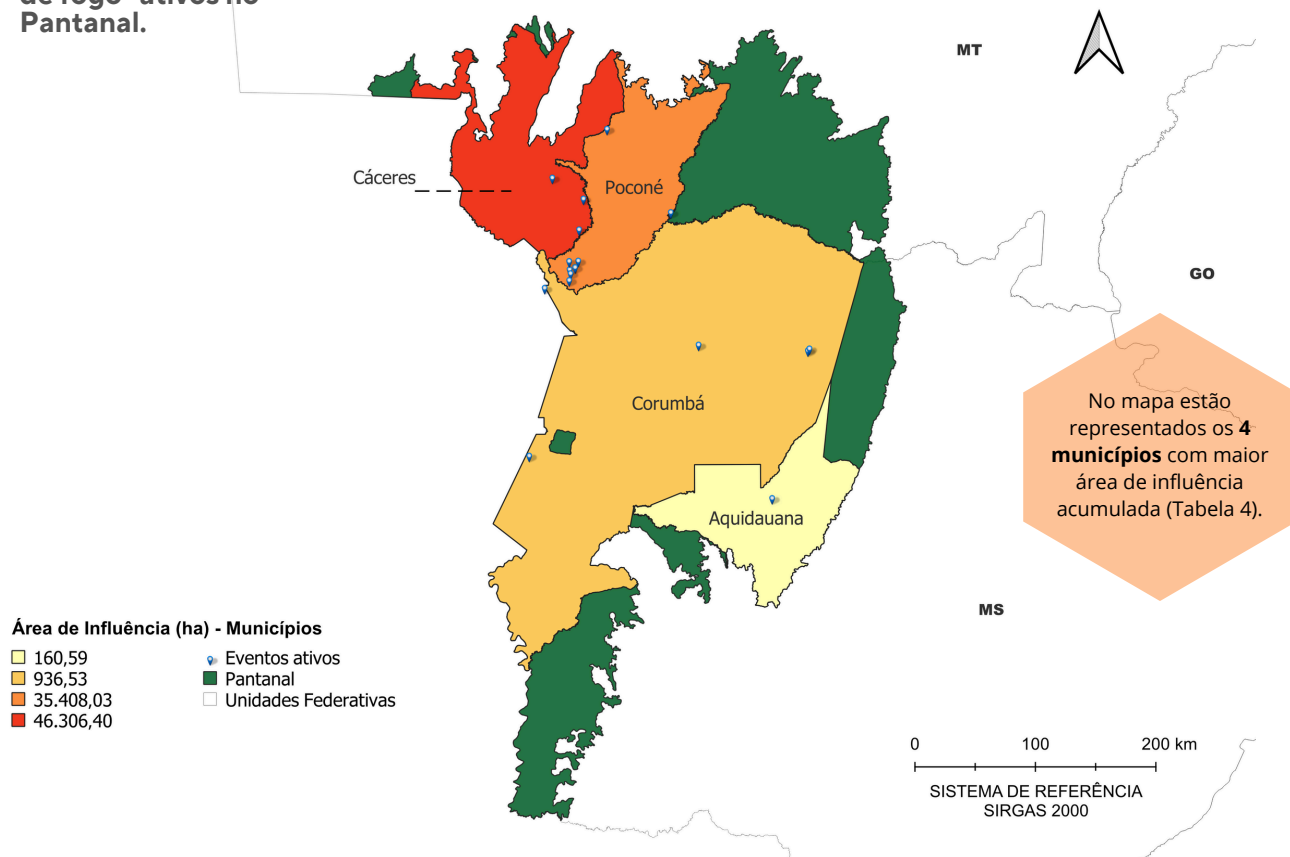 de fogo" ativos no
Pantanal.
MT
Cáceres
Poconé
GO
Corumbá
No mapa estão
representados os 4
municípios com maior
área de influência
acumulada (Tabela 4).
Aquidauana
MS
Área de Influência (ha) - Municípios
160,59
936,53
35.408,03
46.306,40
Eventos ativos
Pantanal
Unidades Federativas
0 100 200 km
SISTEMA DE REFERÊNCIA
SIRGAS 2000